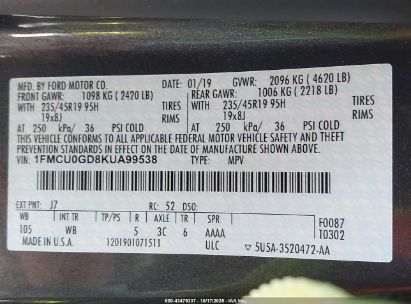 MFD. BY FORD MOTOR CO. DATE: 01/19 GVWR: 2096 KG ( 4620 LB)
FRONT GAWR: 1098 KG ( 2420 LB) REAR GAWR: 1006 KG ( 2218 LB)
WITH 235/45R19 95H TIRES WITH 235/45R19 95H TIRES
19x8J RIMS 19x8J RIMS
AT 250 kPa/ 36 PSI COLD AT 250 kPa/ 36 PSI COLD
THIS VEHICLE CONFORMS TO ALL APPLICABLE FEDERAL MOTOR VEHICLE SAFETY AND THEFT
PREVENTION STANDARDS IN EFFECT ON THE DATE OF MANUFACTURE SHOWN ABOVE.
VIN: 1FMCU0GD8KUA99538 TYPE: MPV
EXT PNT: J7 RC: 52 DSO:
WB INT TR TP/PS R AXLE TR SPR F0087
105 WB 5 3C 6 AAAA T0302
MADE IN U.S.A. 1201901071511 ULC 5U5A-3520472-AA